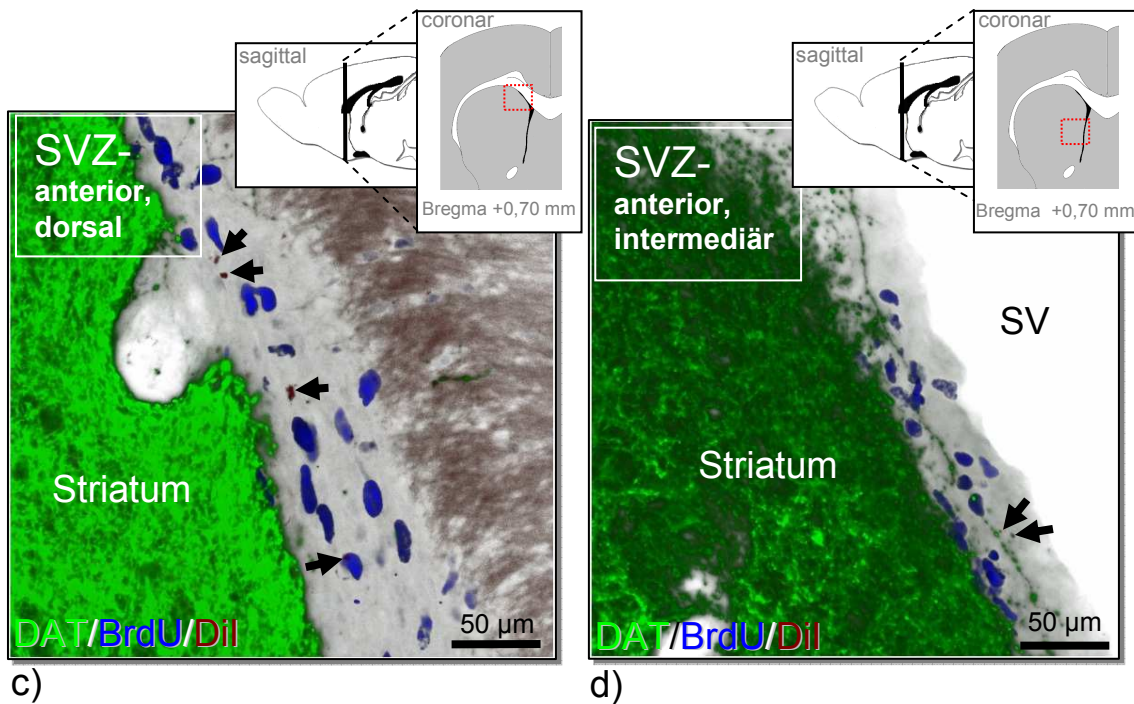 sagittal
coronar
Bregma +0,70 mm
SVZ-
anterior,
dorsal
Striatum
DAT/BrdU/DiI
50 µm
c)
sagittal
coronar
Bregma +0,70 mm
SVZ-
anterior,
intermediär
SV
Striatum
DAT/BrdU/DiI
50 µm
d)